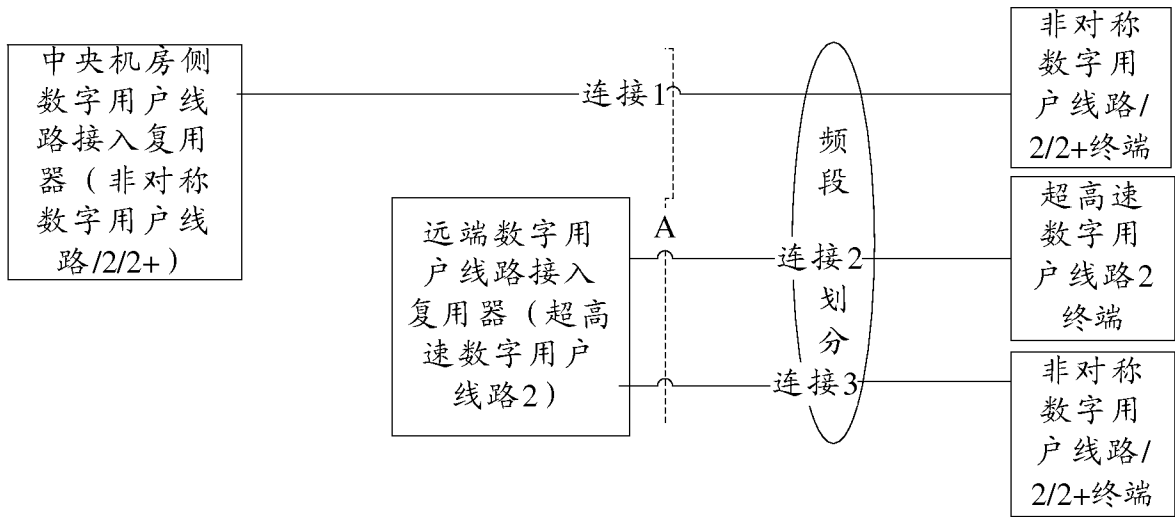 中央机房侧
数字用户线
路接入复用
器（非对称
数字用户线
路/2/2+）
连接1
非对称
数字用
户线路/
2/2+终端
频
段
远端数字用
户线路接入
复用器（超高
速数字用户
线路2）
A
连接2
划
分
连接3
超高速
数字用
户线路2
终端
非对称
数字用
户线路/
2/2+终端